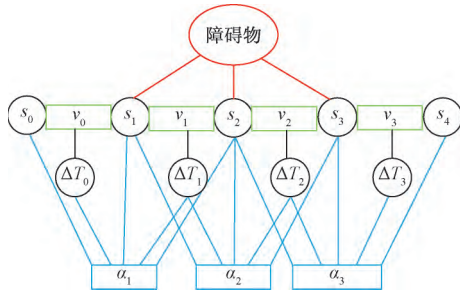 障碍物
s₀ v₀ s₁ v₁ s₂ v₂ s₃ v₃ s₄
ΔT₀ ΔT₁ ΔT₂ ΔT₃
α₁ α₂ α₃